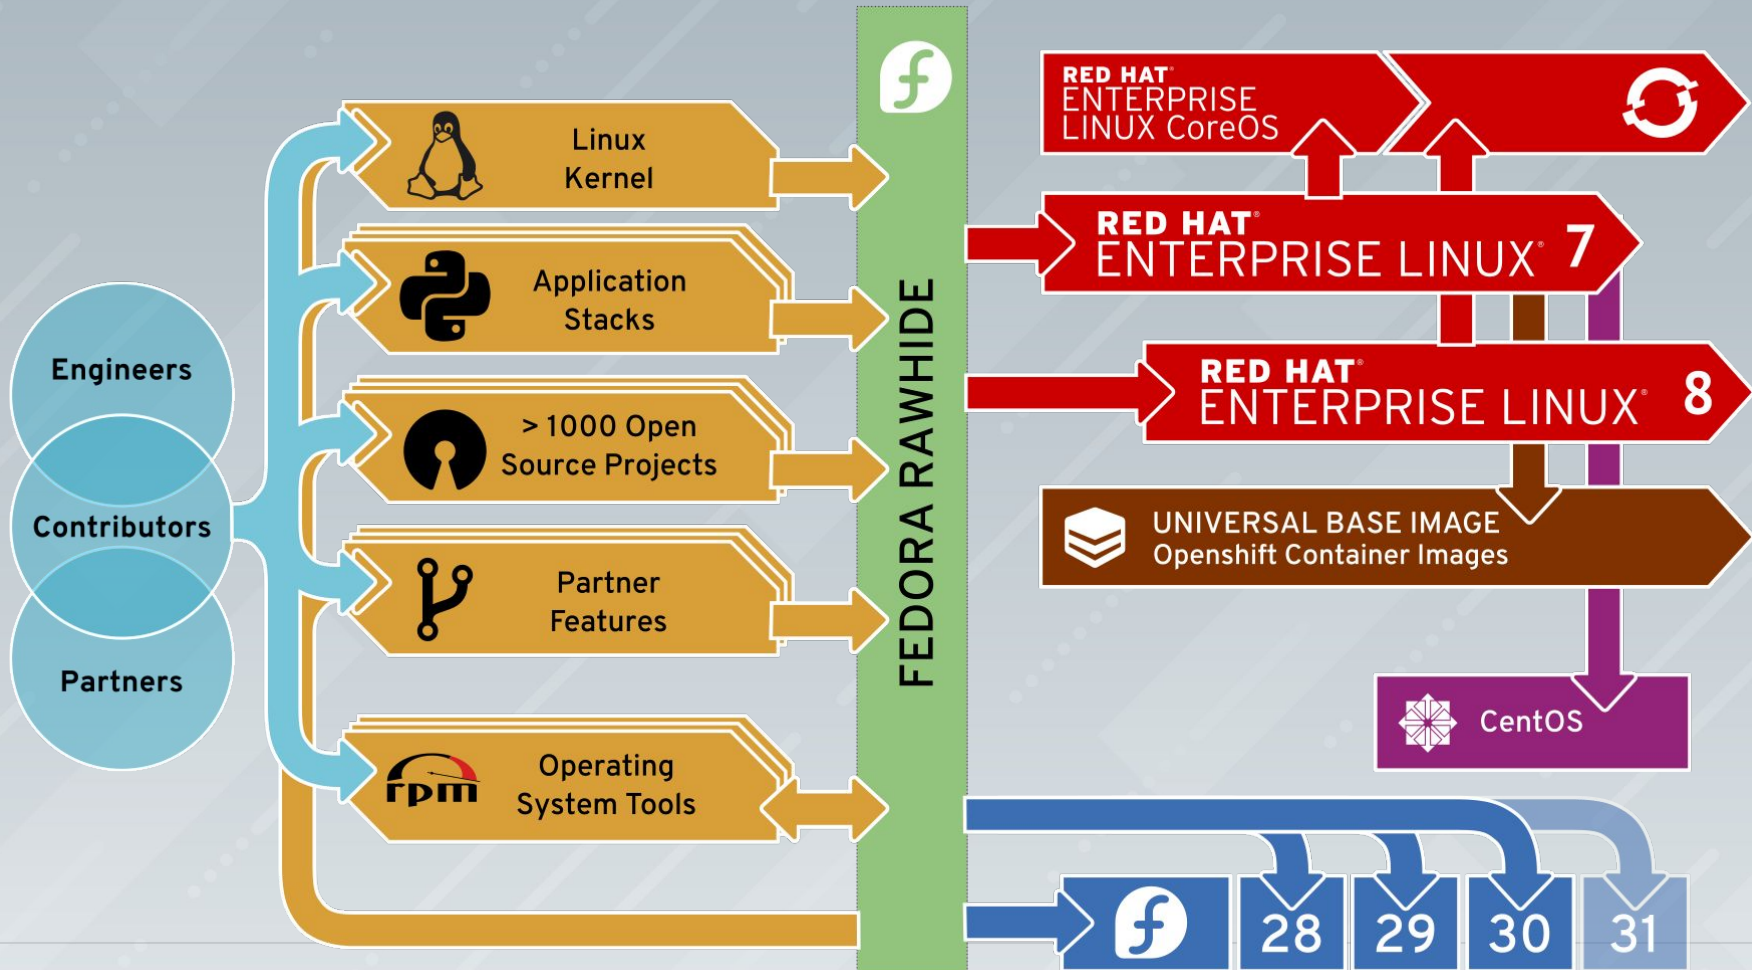 Engineers
Contributors
Partners
Linux
Kernel
Application
Stacks
> 1000 Open
Source Projects
Partner
Features
rpm
Operating
System Tools
FEDORA RAWHIDE
RED HAT®
ENTERPRISE
LINUX CoreOS
RED HAT®
ENTERPRISE LINUX® 7
RED HAT®
ENTERPRISE LINUX® 8
UNIVERSAL BASE IMAGE
Openshift Container Images
CentOS
28
29
30
31